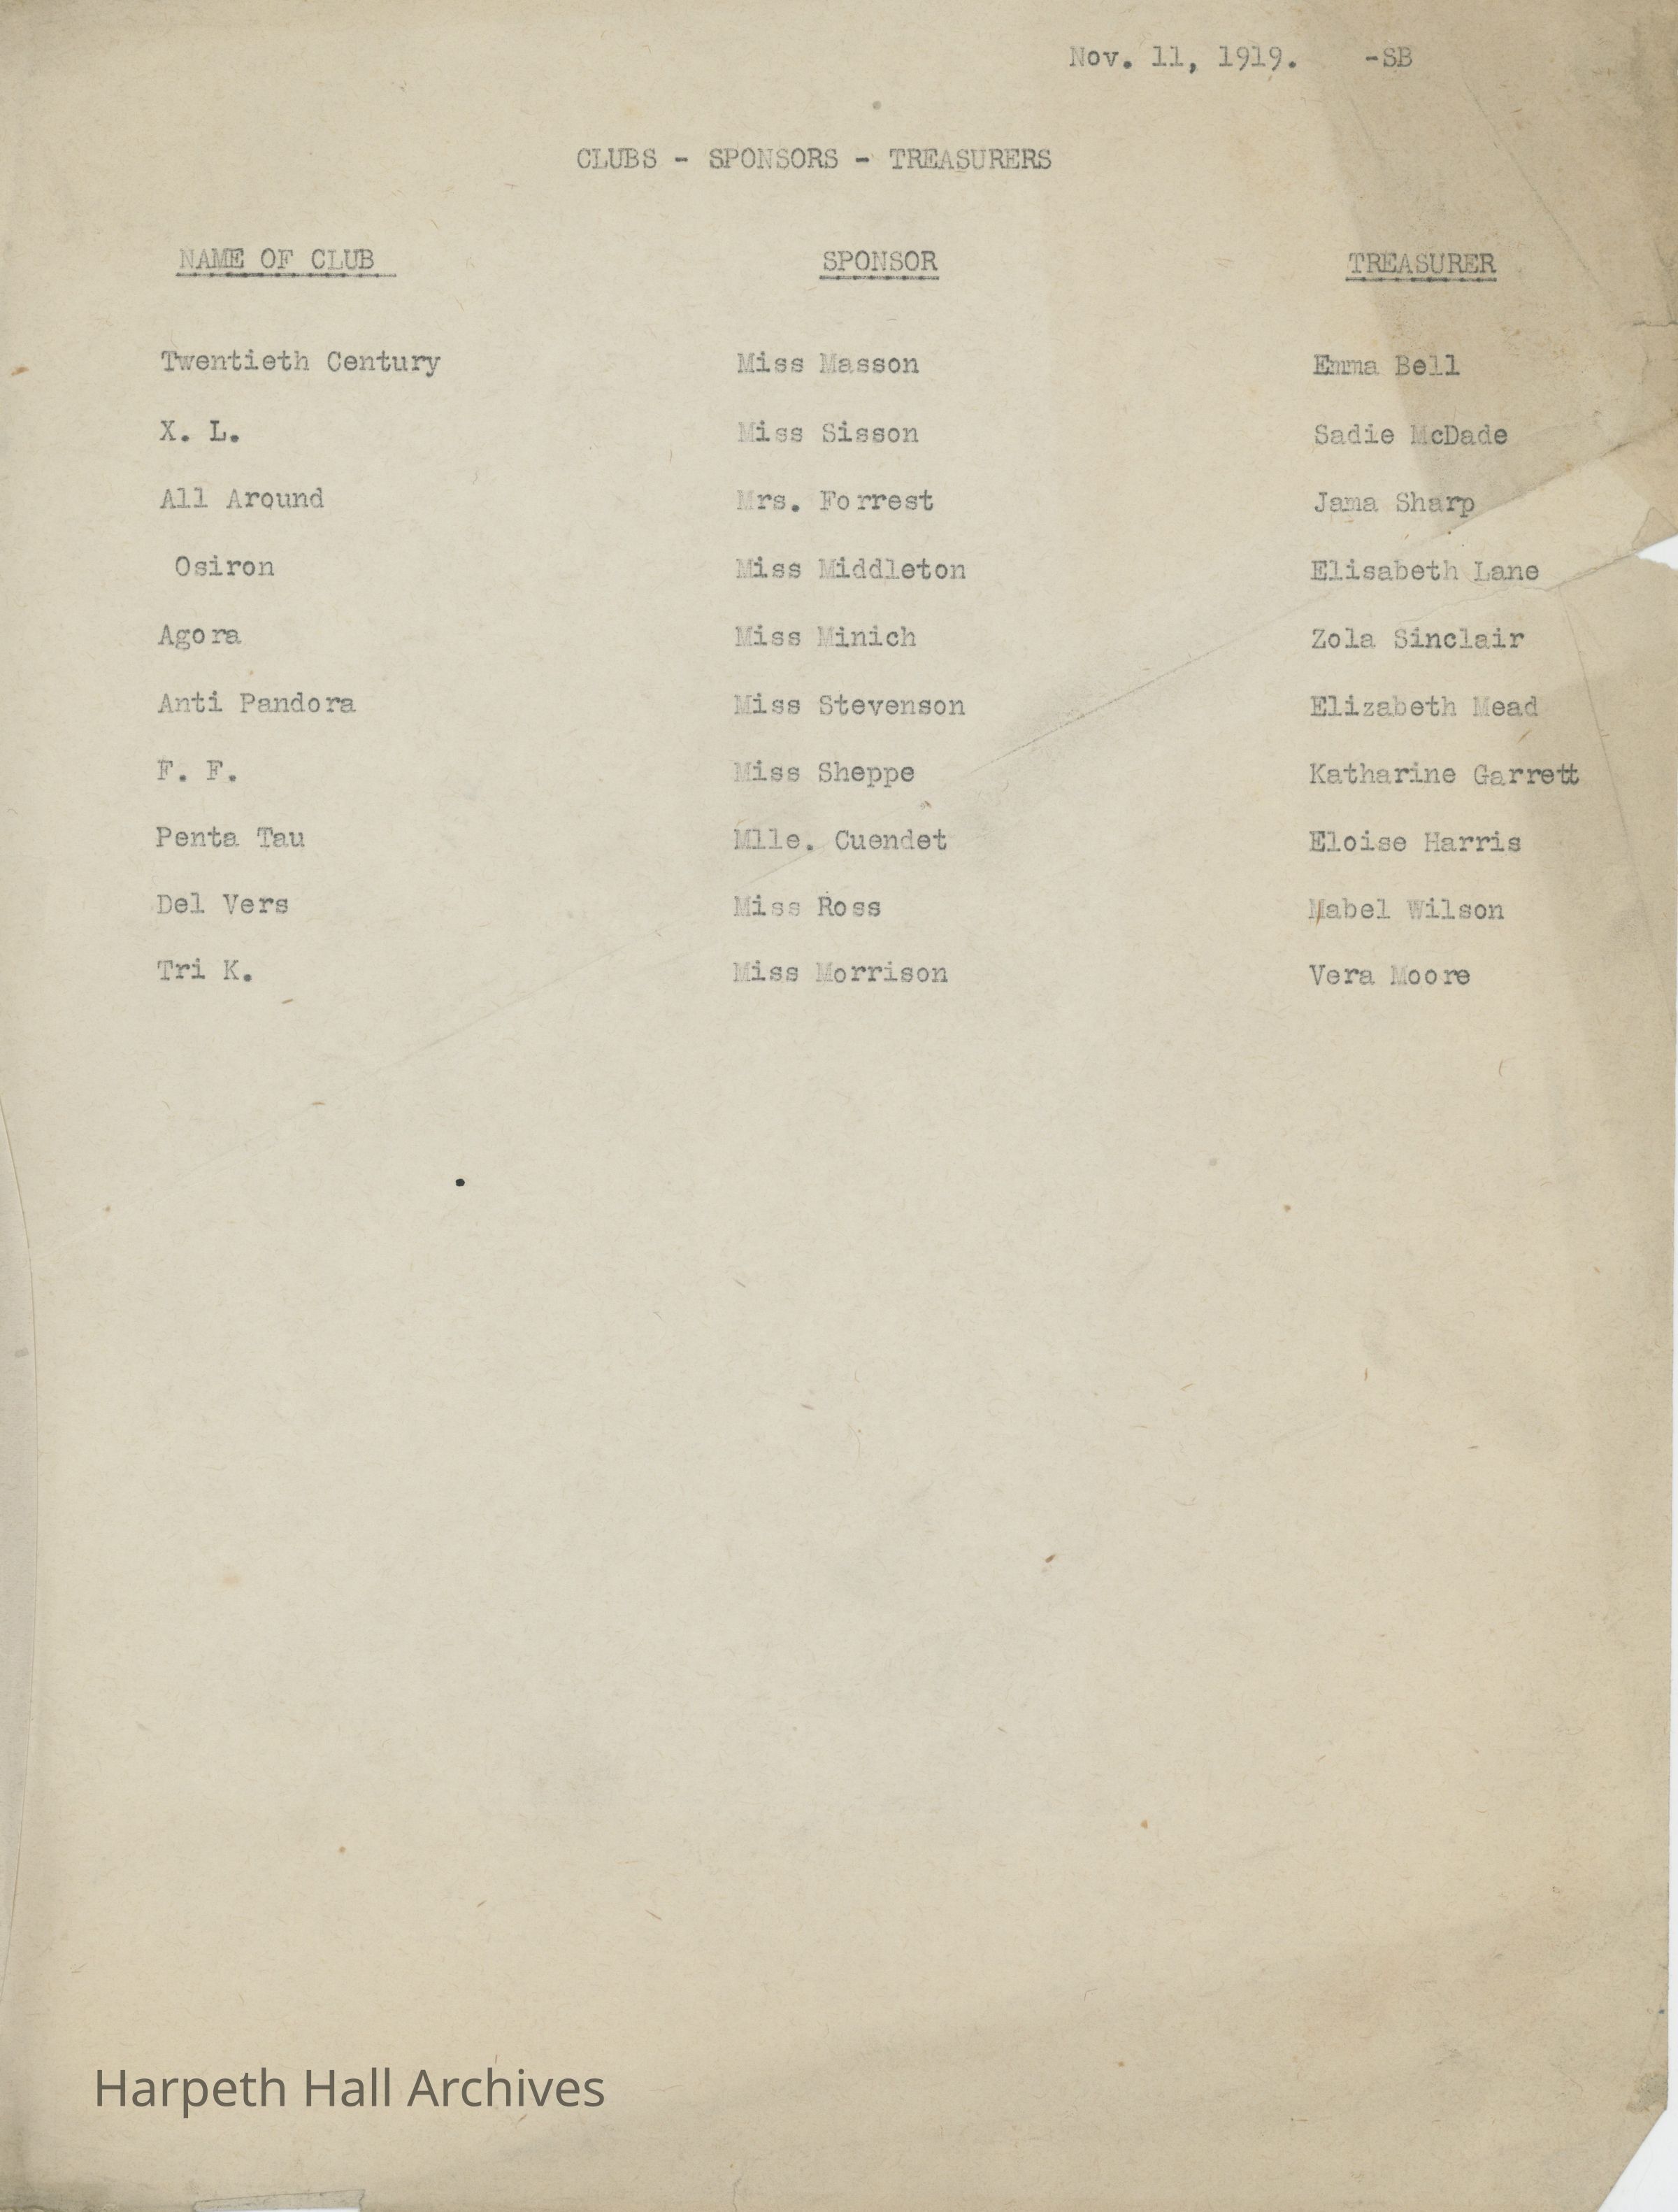 Nov. 11, 1919. -SB
CLUBS - SPONSORS - TREASURERS
NAME OF CLUB SPONSOR TREASURER
Twentieth Century Miss Masson Emma Bell
X. L. Miss Sisson Sadie McDade
All Around Mrs. Forrest Jama Sharp
Osiron Miss Middleton Elisabeth Lane
Agora Miss Minich Zola Sinclair
Anti Pandora Miss Stevenson Elizabeth Mead
F. F. Miss Sheppe Katharine Garrett
Penta Tau Mlle. Cuendet Eloise Harris
Del Vers Miss Ross Mabel Wilson
Tri K. Miss Morrison Vera Moore
Harpeth Hall Archives